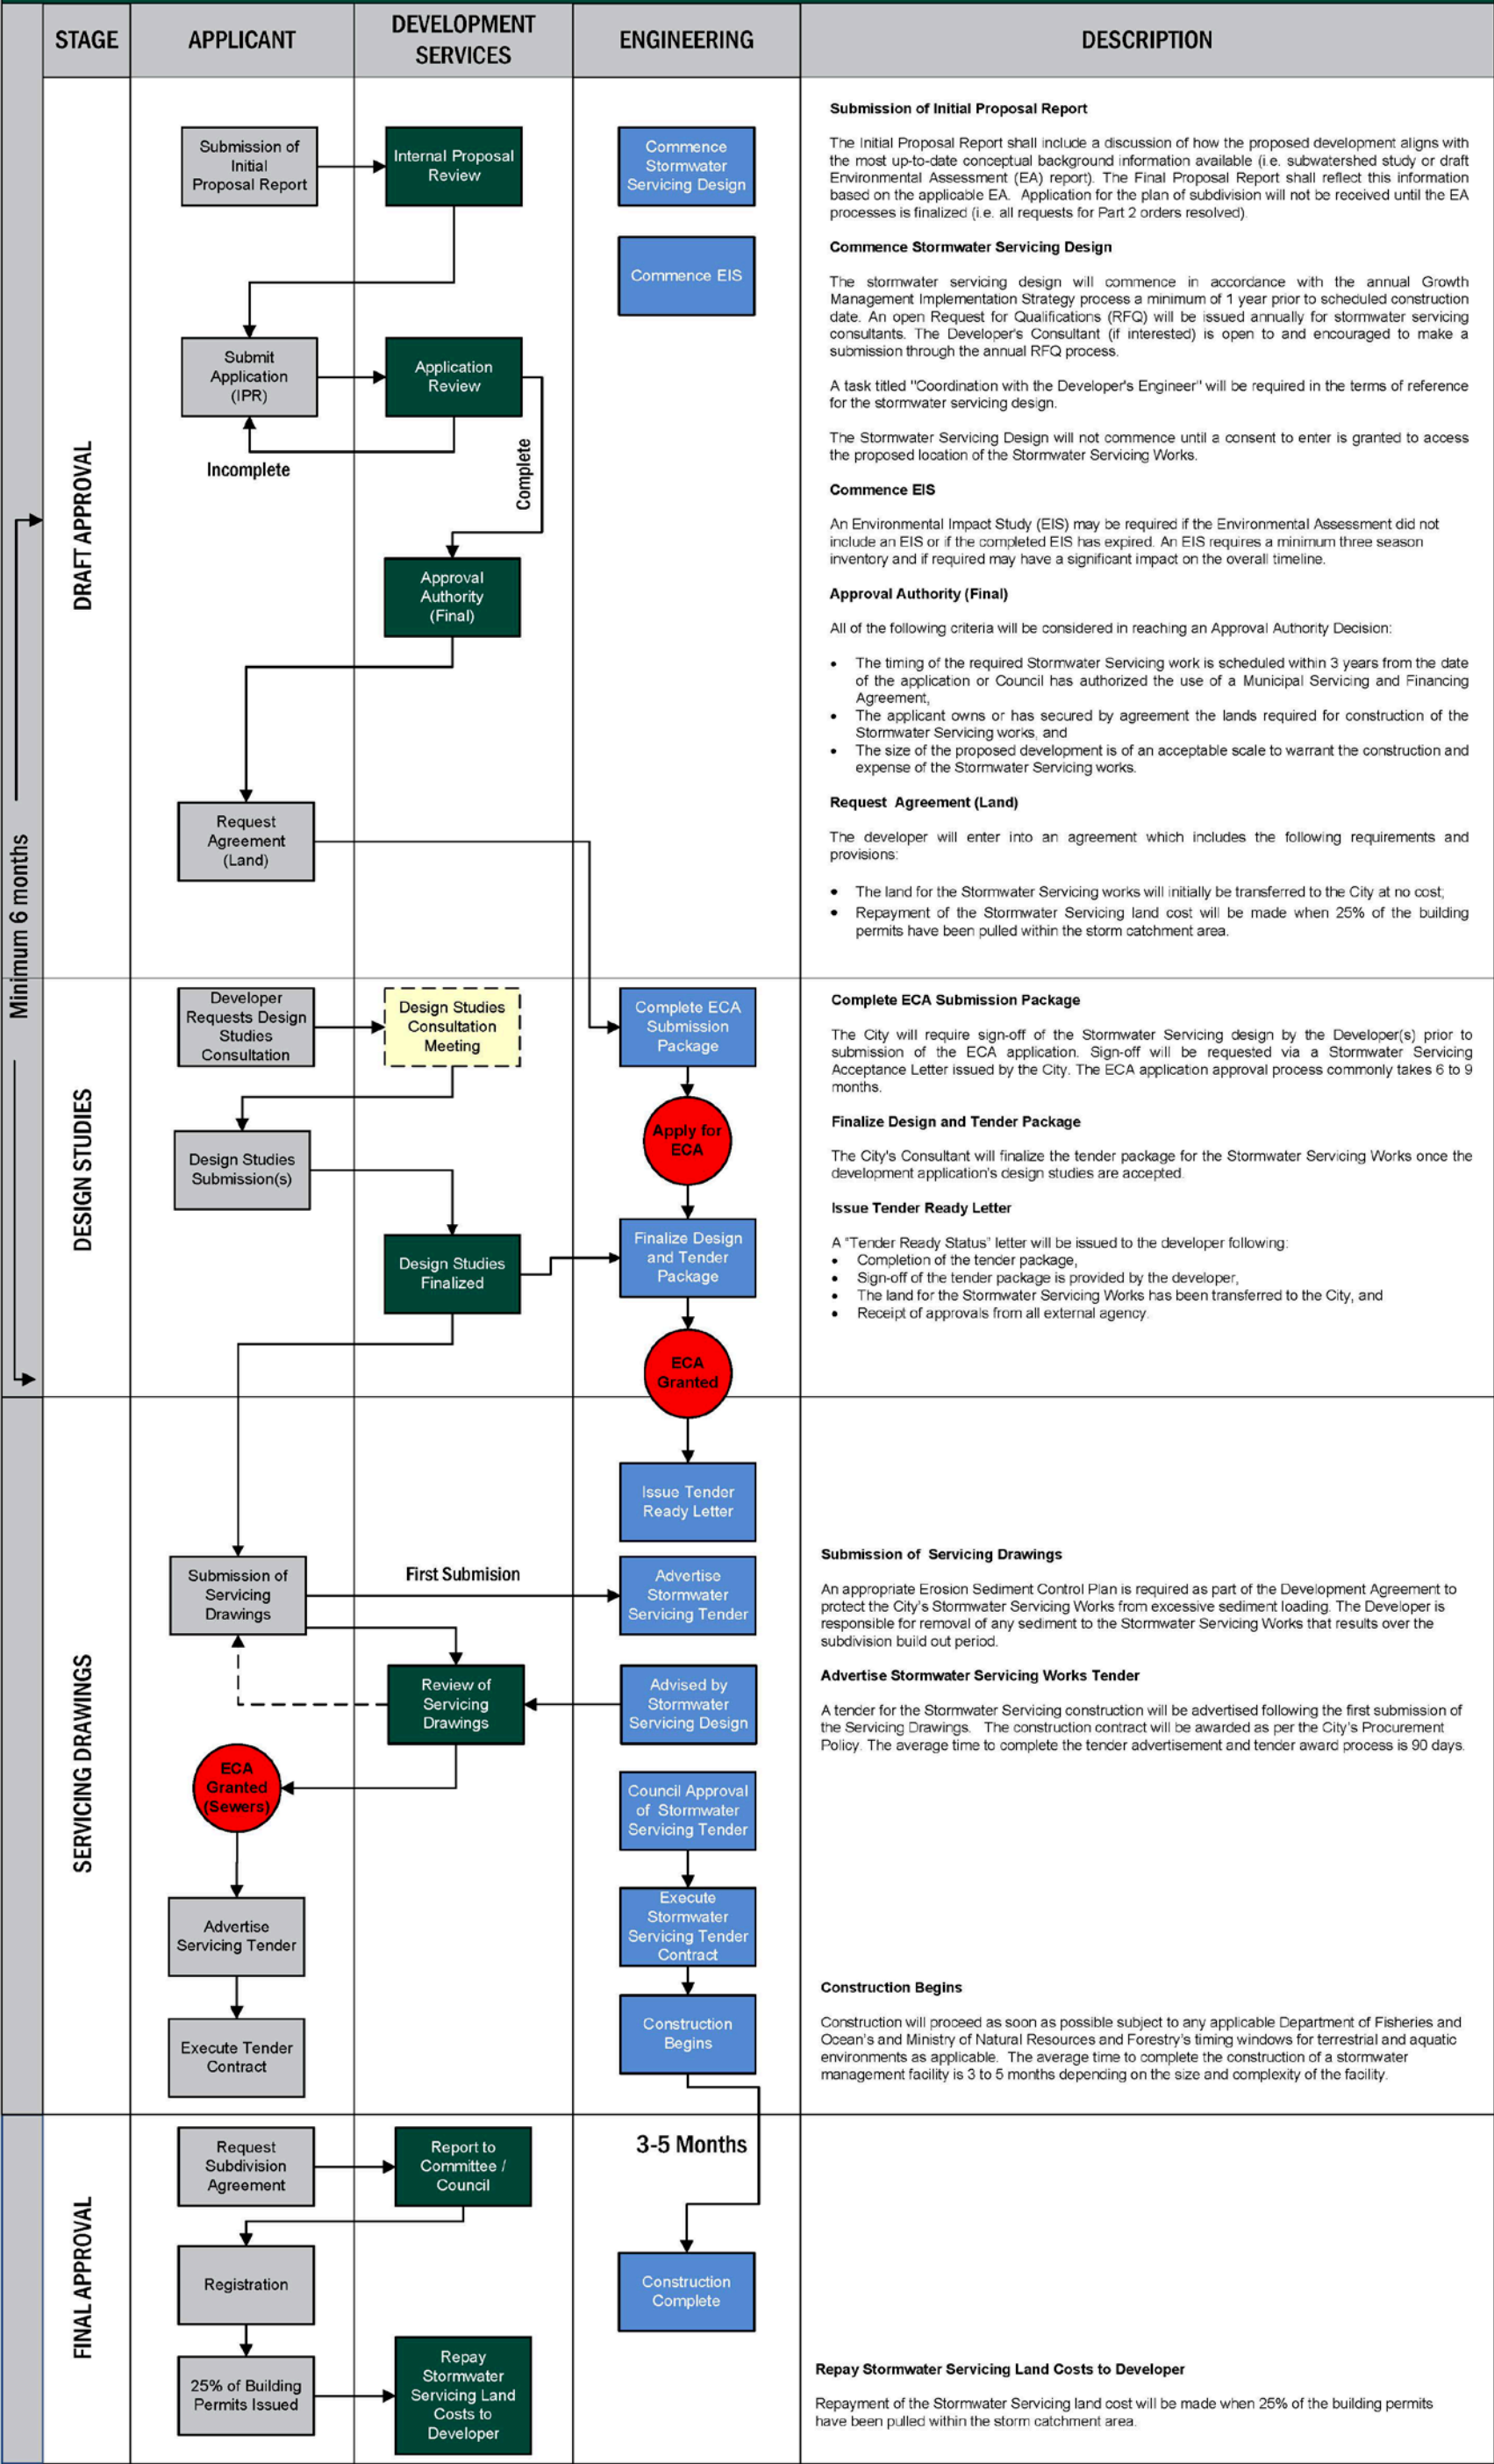 STAGE
APPLICANT
DEVELOPMENT
SERVICES
ENGINEERING
DESCRIPTION
Minimum 6 months
DRAFT APPROVAL
Submission of
Initial
Proposal Report
Internal Proposal
Review
Commence
Stormwater
Servicing Design
Commence EIS
Submit
Application
(IPR)
Application
Review
Incomplete
Complete
Approval
Authority
(Final)
Request
Agreement
(Land)
Submission of Initial Proposal Report
The Initial Proposal Report shall include a discussion of how the proposed development aligns with
the most up-to-date conceptual background information available (i.e. subwatershed study or draft
Environmental Assessment (EA) report). The Final Proposal Report shall reflect this information
based on the applicable EA. Application for the plan of subdivision will not be received until the EA
processes is finalized (i.e. all requests for Part 2 orders resolved).
Commence Stormwater Servicing Design
The stormwater servicing design will commence in accordance with the annual Growth
Management Implementation Strategy process a minimum of 1 year prior to scheduled construction
date. An open Request for Qualifications (RFQ) will be issued annually for stormwater servicing
consultants. The Developer's Consultant (if interested) is open to and encouraged to make a
submission through the annual RFQ process.
A task titled "Coordination with the Developer's Engineer" will be required in the terms of reference
for the stormwater servicing design.
The Stormwater Servicing Design will not commence until a consent to enter is granted to access
the proposed location of the Stormwater Servicing Works.
Commence EIS
An Environmental Impact Study (EIS) may be required if the Environmental Assessment did not
include an EIS or if the completed EIS has expired. An EIS requires a minimum three season
inventory and if required may have a significant impact on the overall timeline.
Approval Authority (Final)
All of the following criteria will be considered in reaching an Approval Authority Decision:
• The timing of the required Stormwater Servicing work is scheduled within 3 years from the date
of the application or Council has authorized the use of a Municipal Servicing and Financing
Agreement,
• The applicant owns or has secured by agreement the lands required for construction of the
Stormwater Servicing works, and
• The size of the proposed development is of an acceptable scale to warrant the construction and
expense of the Stormwater Servicing works.
Request Agreement (Land)
The developer will enter into an agreement which includes the following requirements and
provisions:
• The land for the Stormwater Servicing works will initially be transferred to the City at no cost;
• Repayment of the Stormwater Servicing land cost will be made when 25% of the building
permits have been pulled within the storm catchment area.
DESIGN STUDIES
Developer
Requests Design
Studies
Consultation
Design Studies
Consultation
Meeting
Complete ECA
Submission
Package
Apply for
ECA
Design Studies
Submission(s)
Design Studies
Finalized
Finalize Design
and Tender
Package
ECA
Granted
Complete ECA Submission Package
The City will require sign-off of the Stormwater Servicing design by the Developer(s) prior to
submission of the ECA application. Sign-off will be requested via a Stormwater Servicing
Acceptance Letter issued by the City. The ECA application approval process commonly takes 6 to 9
months.
Finalize Design and Tender Package
The City's Consultant will finalize the tender package for the Stormwater Servicing Works once the
development application's design studies are accepted.
Issue Tender Ready Letter
A "Tender Ready Status" letter will be issued to the developer following:
• Completion of the tender package,
• Sign-off of the tender package is provided by the developer,
• The land for the Stormwater Servicing Works has been transferred to the City, and
• Receipt of approvals from all external agency.
SERVICING DRAWINGS
Issue Tender
Ready Letter
Submission of
Servicing
Drawings
First Submision
Advertise
Stormwater
Servicing Tender
Review of
Servicing
Drawings
Advised by
Stormwater
Servicing Design
ECA
Granted
(Sewers)
Council Approval
of Stormwater
Servicing Tender
Execute
Stormwater
Servicing Tender
Contract
Advertise
Servicing Tender
Execute Tender
Contract
Construction
Begins
Submission of Servicing Drawings
An appropriate Erosion Sediment Control Plan is required as part of the Development Agreement to
protect the City's Stormwater Servicing Works from excessive sediment loading. The Developer is
responsible for removal of any sediment to the Stormwater Servicing Works that results over the
subdivision build out period.
Advertise Stormwater Servicing Works Tender
A tender for the Stormwater Servicing construction will be advertised following the first submission of
the Servicing Drawings. The construction contract will be awarded as per the City's Procurement
Policy. The average time to complete the tender advertisement and tender award process is 90 days.
Construction Begins
Construction will proceed as soon as possible subject to any applicable Department of Fisheries and
Ocean's and Ministry of Natural Resources and Forestry's timing windows for terrestrial and aquatic
environments as applicable. The average time to complete the construction of a stormwater
management facility is 3 to 5 months depending on the size and complexity of the facility.
FINAL APPROVAL
Request
Subdivision
Agreement
Report to
Committee /
Council
3-5 Months
Registration
Construction
Complete
25% of Building
Permits Issued
Repay
Stormwater
Servicing Land
Costs to
Developer
Repay Stormwater Servicing Land Costs to Developer
Repayment of the Stormwater Servicing land cost will be made when 25% of the building permits
have been pulled within the storm catchment area.